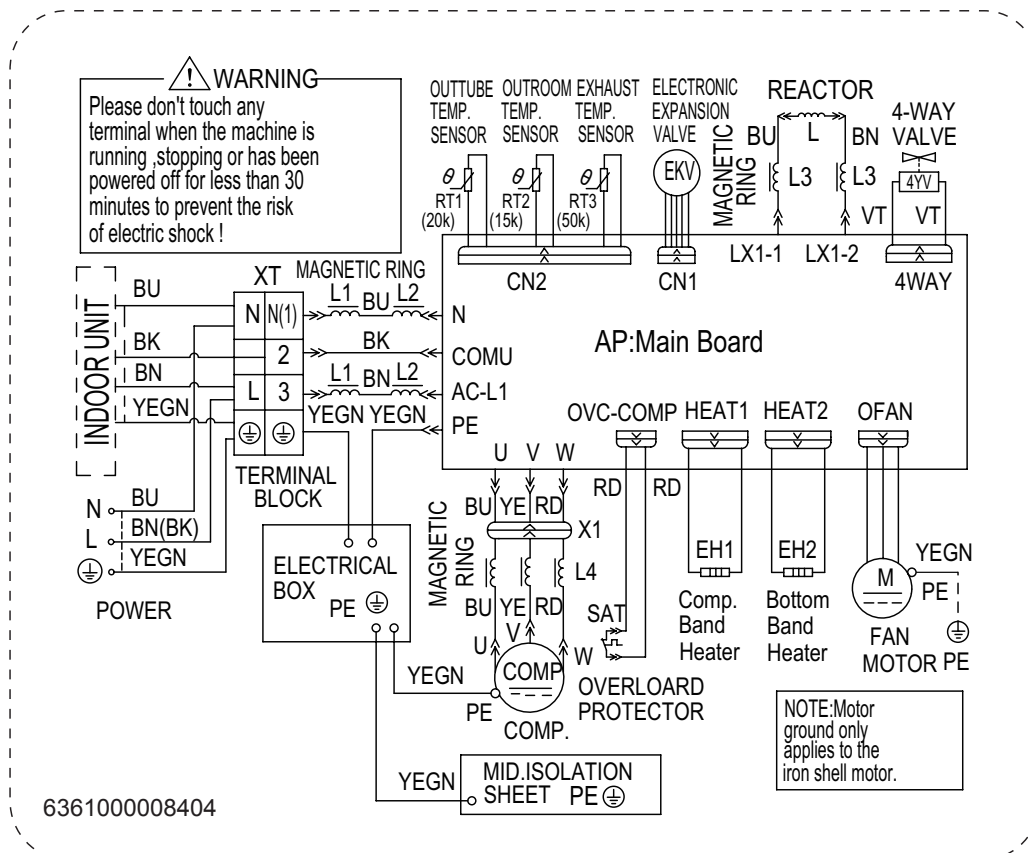 WARNING
Please don't touch any
terminal when the machine is
running ,stopping or has been
powered off for less than 30
minutes to prevent the risk
of electric shock !
OUTTUBE OUTROOM EXHAUST ELECTRONIC
TEMP. TEMP. TEMP. EXPANSION
SENSOR SENSOR SENSOR VALVE
REACTOR
4-WAY
VALVE
MAGNETIC
RING
BU L BN
L3 L3
EKV
4YV
θ θ θ
RT1 RT2 RT3
(20k) (15k) (50k)
VT VT VT
CN2 CN1 LX1-1 LX1-2 4WAY
INDOOR UNIT
BU
BK
BN
YEGN
XT
N N(1)
2
L 3
MAGNETIC RING
L1 BU L2
BK
L1 BN L2
YEGN YEGN
N
COMU
AC-L1
PE
AP:Main Board
OVC-COMP HEAT1 HEAT2 OFAN
U V W
TERMINAL
BLOCK
N BU
L BN(BK)
YEGN
POWER
ELECTRICAL
BOX
PE
MAGNETIC
RING
BU YE RD
X1
L4
BU YE RD
U V W
COMP
PE
COMP.
YEGN
RD RD
SAT
OVERLOARD
PROTECTOR
EH1
Comp.
Band
Heater
EH2
Bottom
Band
Heater
M
YEGN
PE
FAN
MOTOR PE
NOTE:Motor
ground only
applies to the
iron shell motor.
YEGN
MID.ISOLATION
SHEET PE
6361000008404